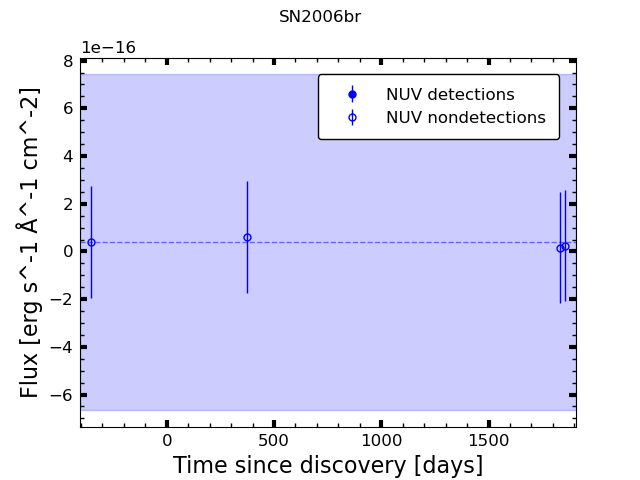 SN2006br
1e−16
8
6
4
2
0
−2
−4
−6
NUV detections
NUV nondetections
Flux [erg s^-1 Å^-1 cm^-2]
0 500 1000 1500
Time since discovery [days]